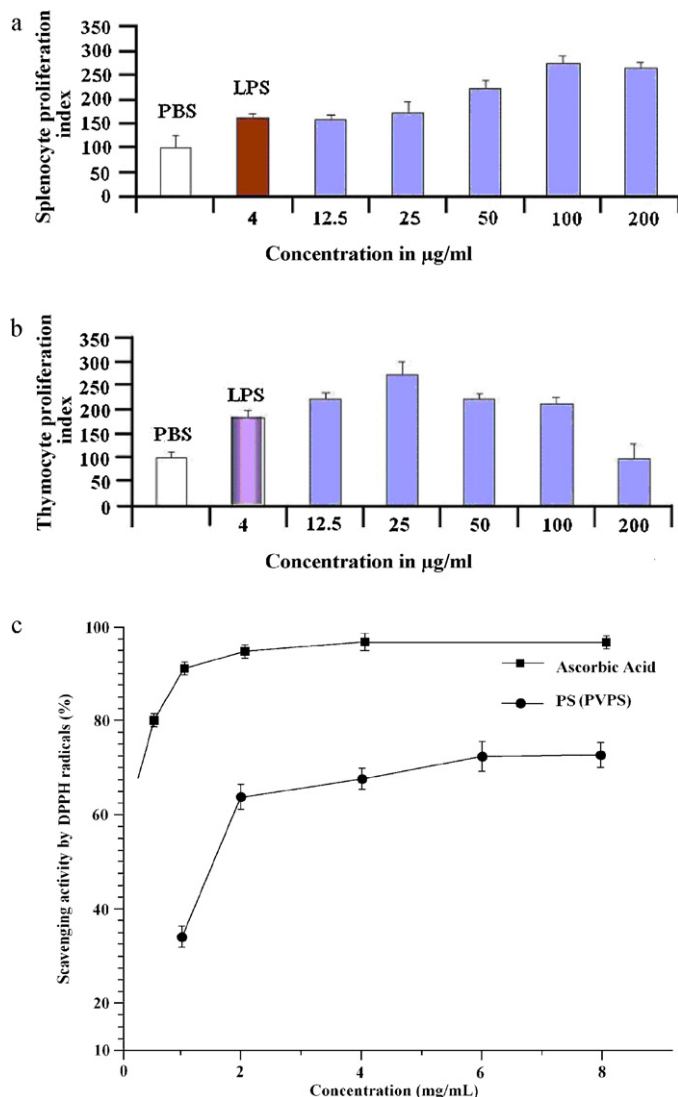 a
Splenocyte proliferation
index
350
300
250
200
150
100
50
0
PBS
LPS
4 12.5 25 50 100 200
Concentration in µg/ml
b
Thymocyte proliferation
index
350
300
250
200
150
100
50
0
PBS
LPS
4 12.5 25 50 100 200
Concentration in µg/ml
c
Scavenging activity by DPPH radicals (%)
100
80
60
40
20
10
Ascorbic Acid
PS (PVPS)
0 2 4 6 8
Concentration (mg/mL)